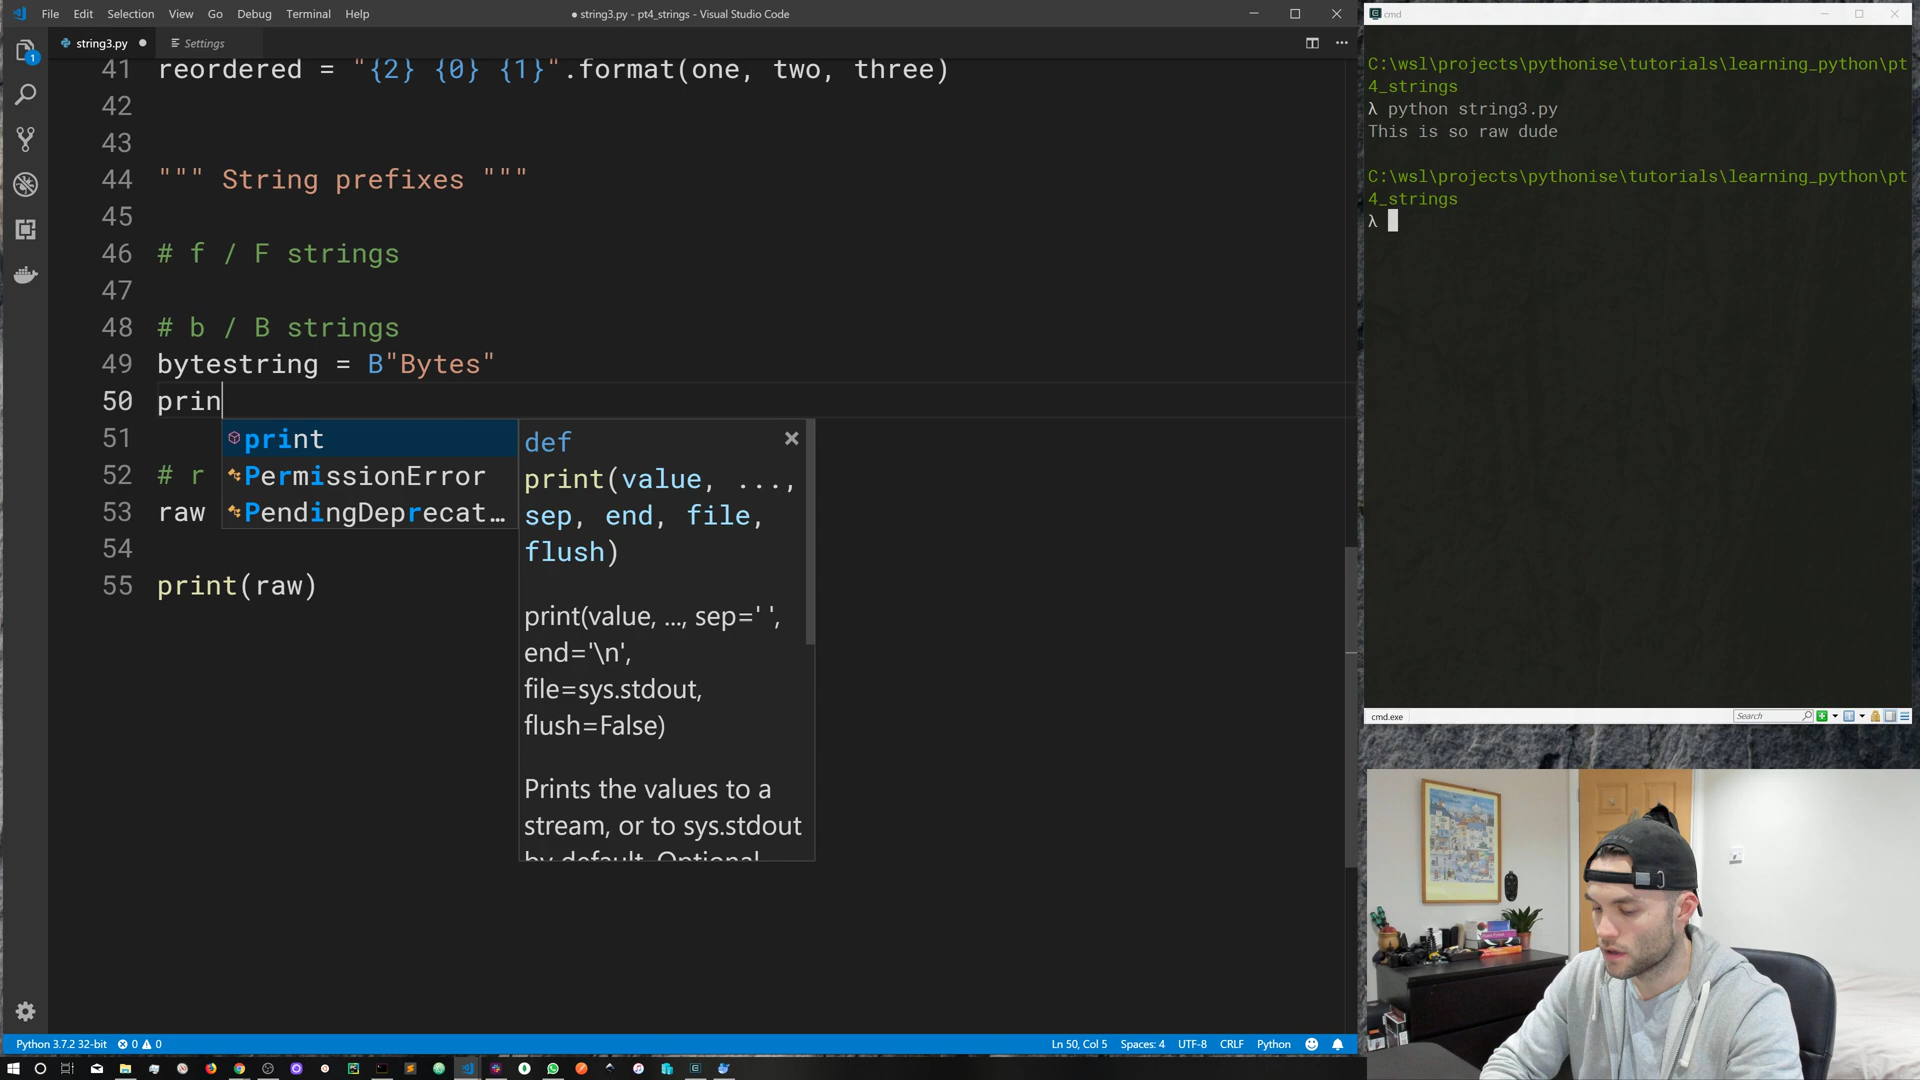 File Edit Selection View Go Debug Terminal Help
● string3.py - pt4_strings - Visual Studio Code
string3.py ●
Settings
41 reordered = "{2} {0} {1}".format(one, two, three)
42
43
44 """ String prefixes """
45
46 # f / F strings
47
48 # b / B strings
49 bytestring = B"Bytes"
50 prin
51
52 # r
53 raw
54
55 print(raw)
print
PermissionError
PendingDeprecat...
def
print(value, ...,
sep, end, file,
flush)
print(value, ..., sep=' ',
end='\n',
file=sys.stdout,
flush=False)
Prints the values to a
stream, or to sys.stdout
by default. Optional
Python 3.7.2 32-bit 0 0
Ln 50, Col 5 Spaces: 4 UTF-8 CRLF Python
cmd
C:\wsl\projects\pythonise\tutorials\learning_python\pt
4_strings
λ python string3.py
This is so raw dude
C:\wsl\projects\pythonise\tutorials\learning_python\pt
4_strings
λ
cmd.exe
Search